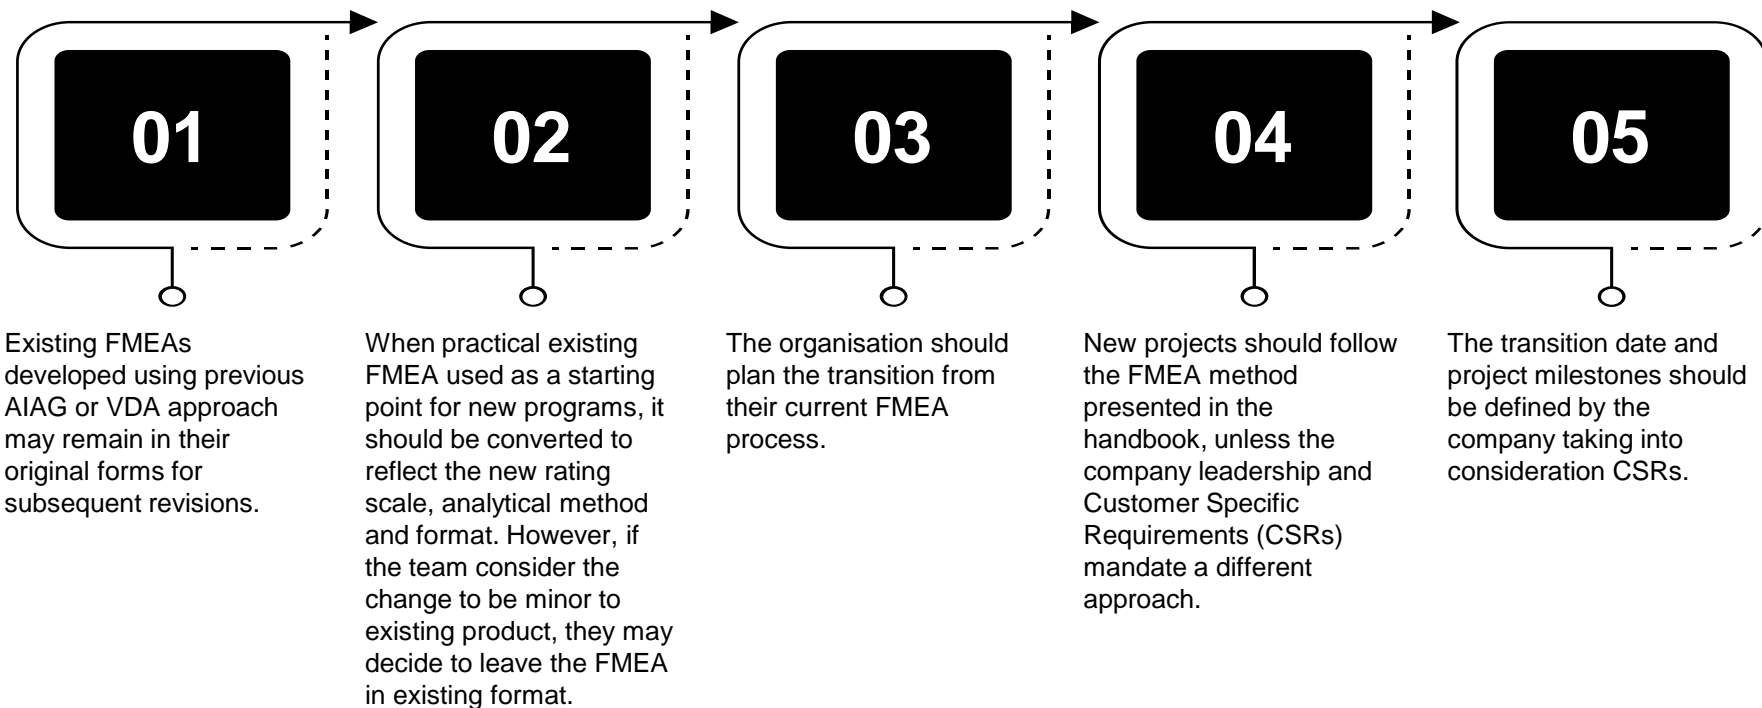 01
Existing FMEAs
developed using previous
AIAG or VDA approach
may remain in their
original forms for
subsequent revisions.
02
When practical existing
FMEA used as a starting
point for new programs, it
should be converted to
reflect the new rating
scale, analytical method
and format. However, if
the team consider the
change to be minor to
existing product, they may
decide to leave the FMEA
in existing format.
03
The organisation should
plan the transition from
their current FMEA
process.
04
New projects should follow
the FMEA method
presented in the
handbook, unless the
company leadership and
Customer Specific
Requirements (CSRs)
mandate a different
approach.
05
The transition date and
project milestones should
be defined by the
company taking into
consideration CSRs.